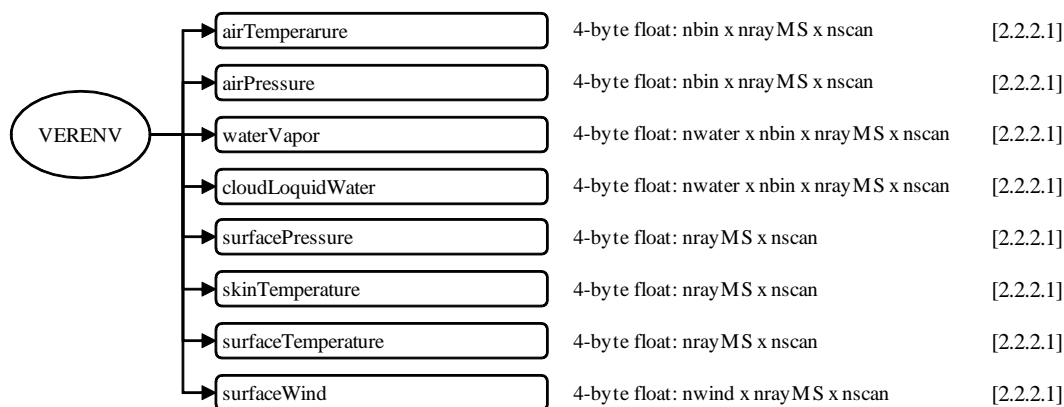 airTemperarure 4-byte float: nbin x nrayMS x nscan [2.2.2.1]
airPressure 4-byte float: nbin x nrayMS x nscan [2.2.2.1]
VERENV waterVapor 4-byte float: nwater x nbin x nrayMS x nscan [2.2.2.1]
cloudLoquidWater 4-byte float: nwater x nbin x nrayMS x nscan [2.2.2.1]
surfacePressure 4-byte float: nrayMS x nscan [2.2.2.1]
skinTemperature 4-byte float: nrayMS x nscan [2.2.2.1]
surfaceTemperature 4-byte float: nrayMS x nscan [2.2.2.1]
surfaceWind 4-byte float: nwind x nrayMS x nscan [2.2.2.1]